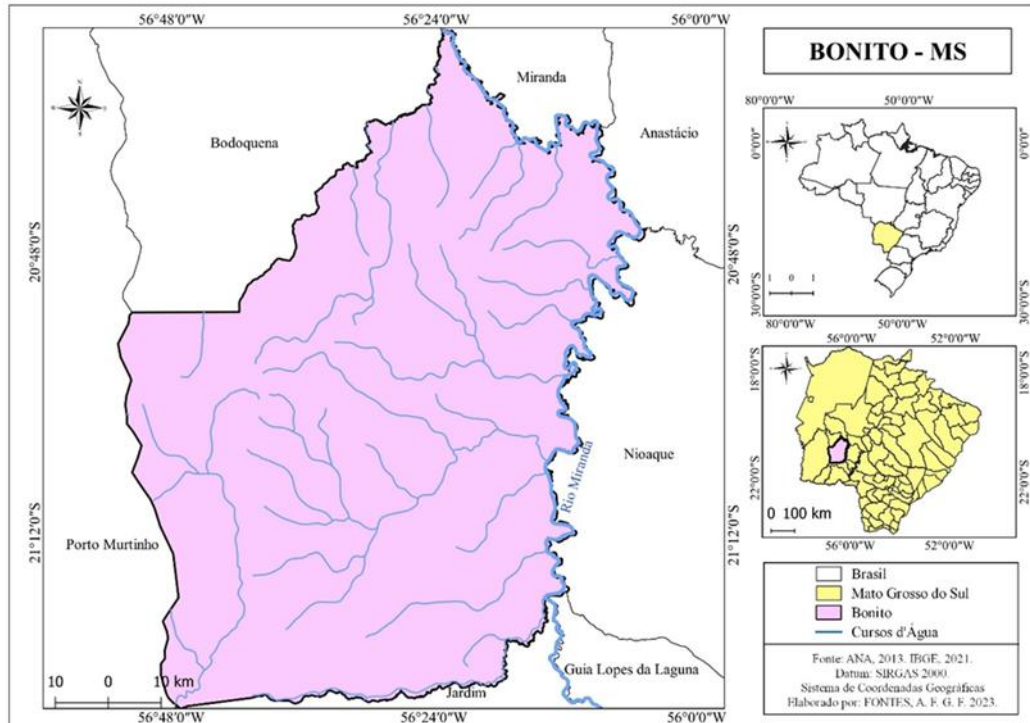 56°48'0"W
56°24'0"W
56°0'0"W
Miranda
Anastácio
Bodoquena
20°48'0"S
20°48'0"S
Nioaque
Rio Miranda
Porto Murtinho
21°12'0"S
21°12'0"S
Guia Lopes da Laguna
Jardim
10 0 10 km
56°48'0"W
56°24'0"W
56°0'0"W
BONITO - MS
80°0'0"W
50°0'0"W
0°0'0"
0°0'0"
30°0'0"S
30°0'0"S
1 0 1
80°0'0"W
50°0'0"W
56°0'0"W
52°0'0"W
18°0'0"S
18°0'0"S
22°0'0"S
22°0'0"S
0 100 km
56°0'0"W
52°0'0"W
Brasil
Mato Grosso do Sul
Bonito
Cursos d'Água
Fonte: ANA, 2013. IBGE, 2021.
Datum: SIRGAS 2000.
Sistema de Coordenadas Geográficas
Elaborado por: FONTES, A. F. G. F. 2023.